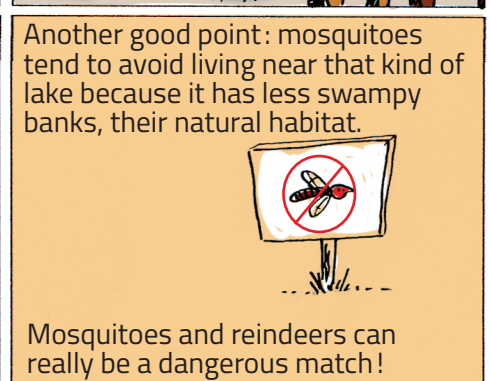 Another good point: mosquitoes
tend to avoid living near that kind of
lake because it has less swampy
banks, their natural habitat.
Mosquitoes and reindeers can
really be a dangerous match!